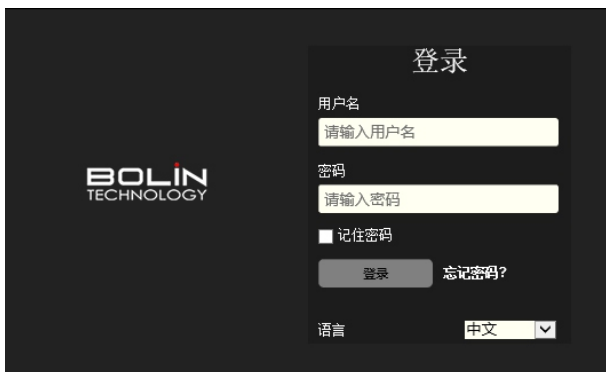 BOLIN
TECHNOLOGY
登录
用户名
请输入用户名
密码
请输入密码
记住密码
登录 忘记密码?
语言 中文